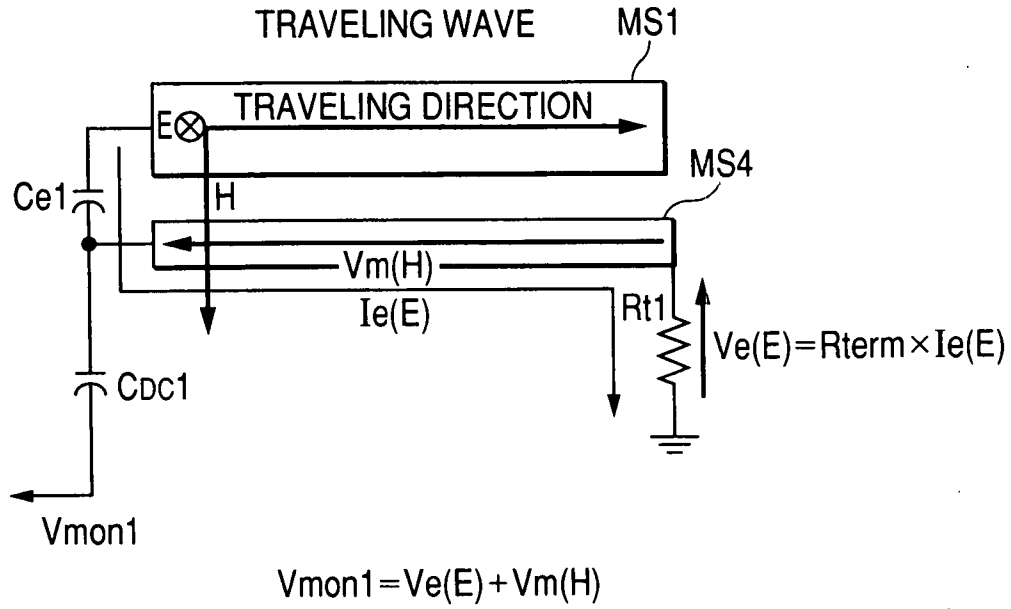 TRAVELING WAVE
MS1
TRAVELING DIRECTION
E
MS4
Ce1
H
Vm(H)
Ie(E)
Rt1
Ve(E)=Rterm×Ie(E)
CDC1
Vmon1
Vmon1=Ve(E)+Vm(H)